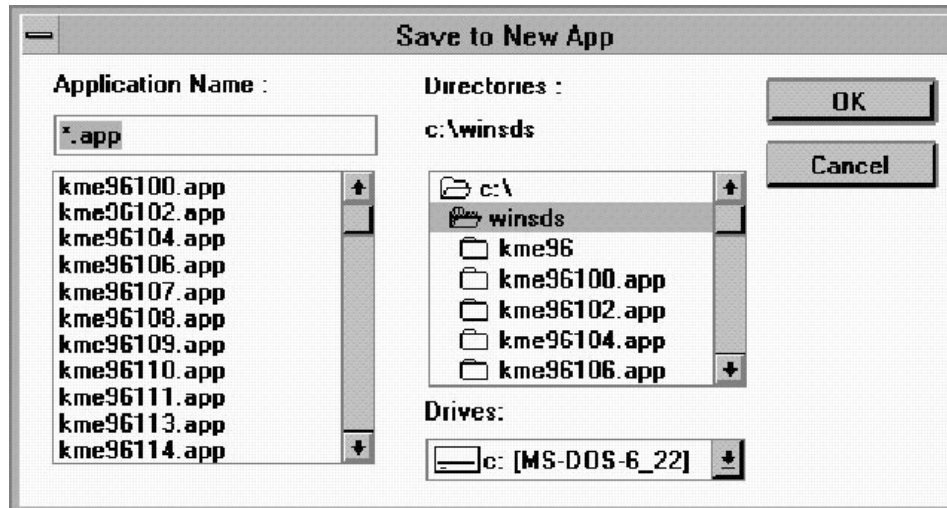 Save to New App
Application Name :
*.app
kme96100.app
kme96102.app
kme96104.app
kme96106.app
kme96107.app
kme96108.app
kme96109.app
kme96110.app
kme96111.app
kme96113.app
kme96114.app
Directories :
c:\winsds
c:\
winsds
kme96
kme96100.app
kme96102.app
kme96104.app
kme96106.app
Drives:
c: [MS-DOS-6_22]
OK
Cancel